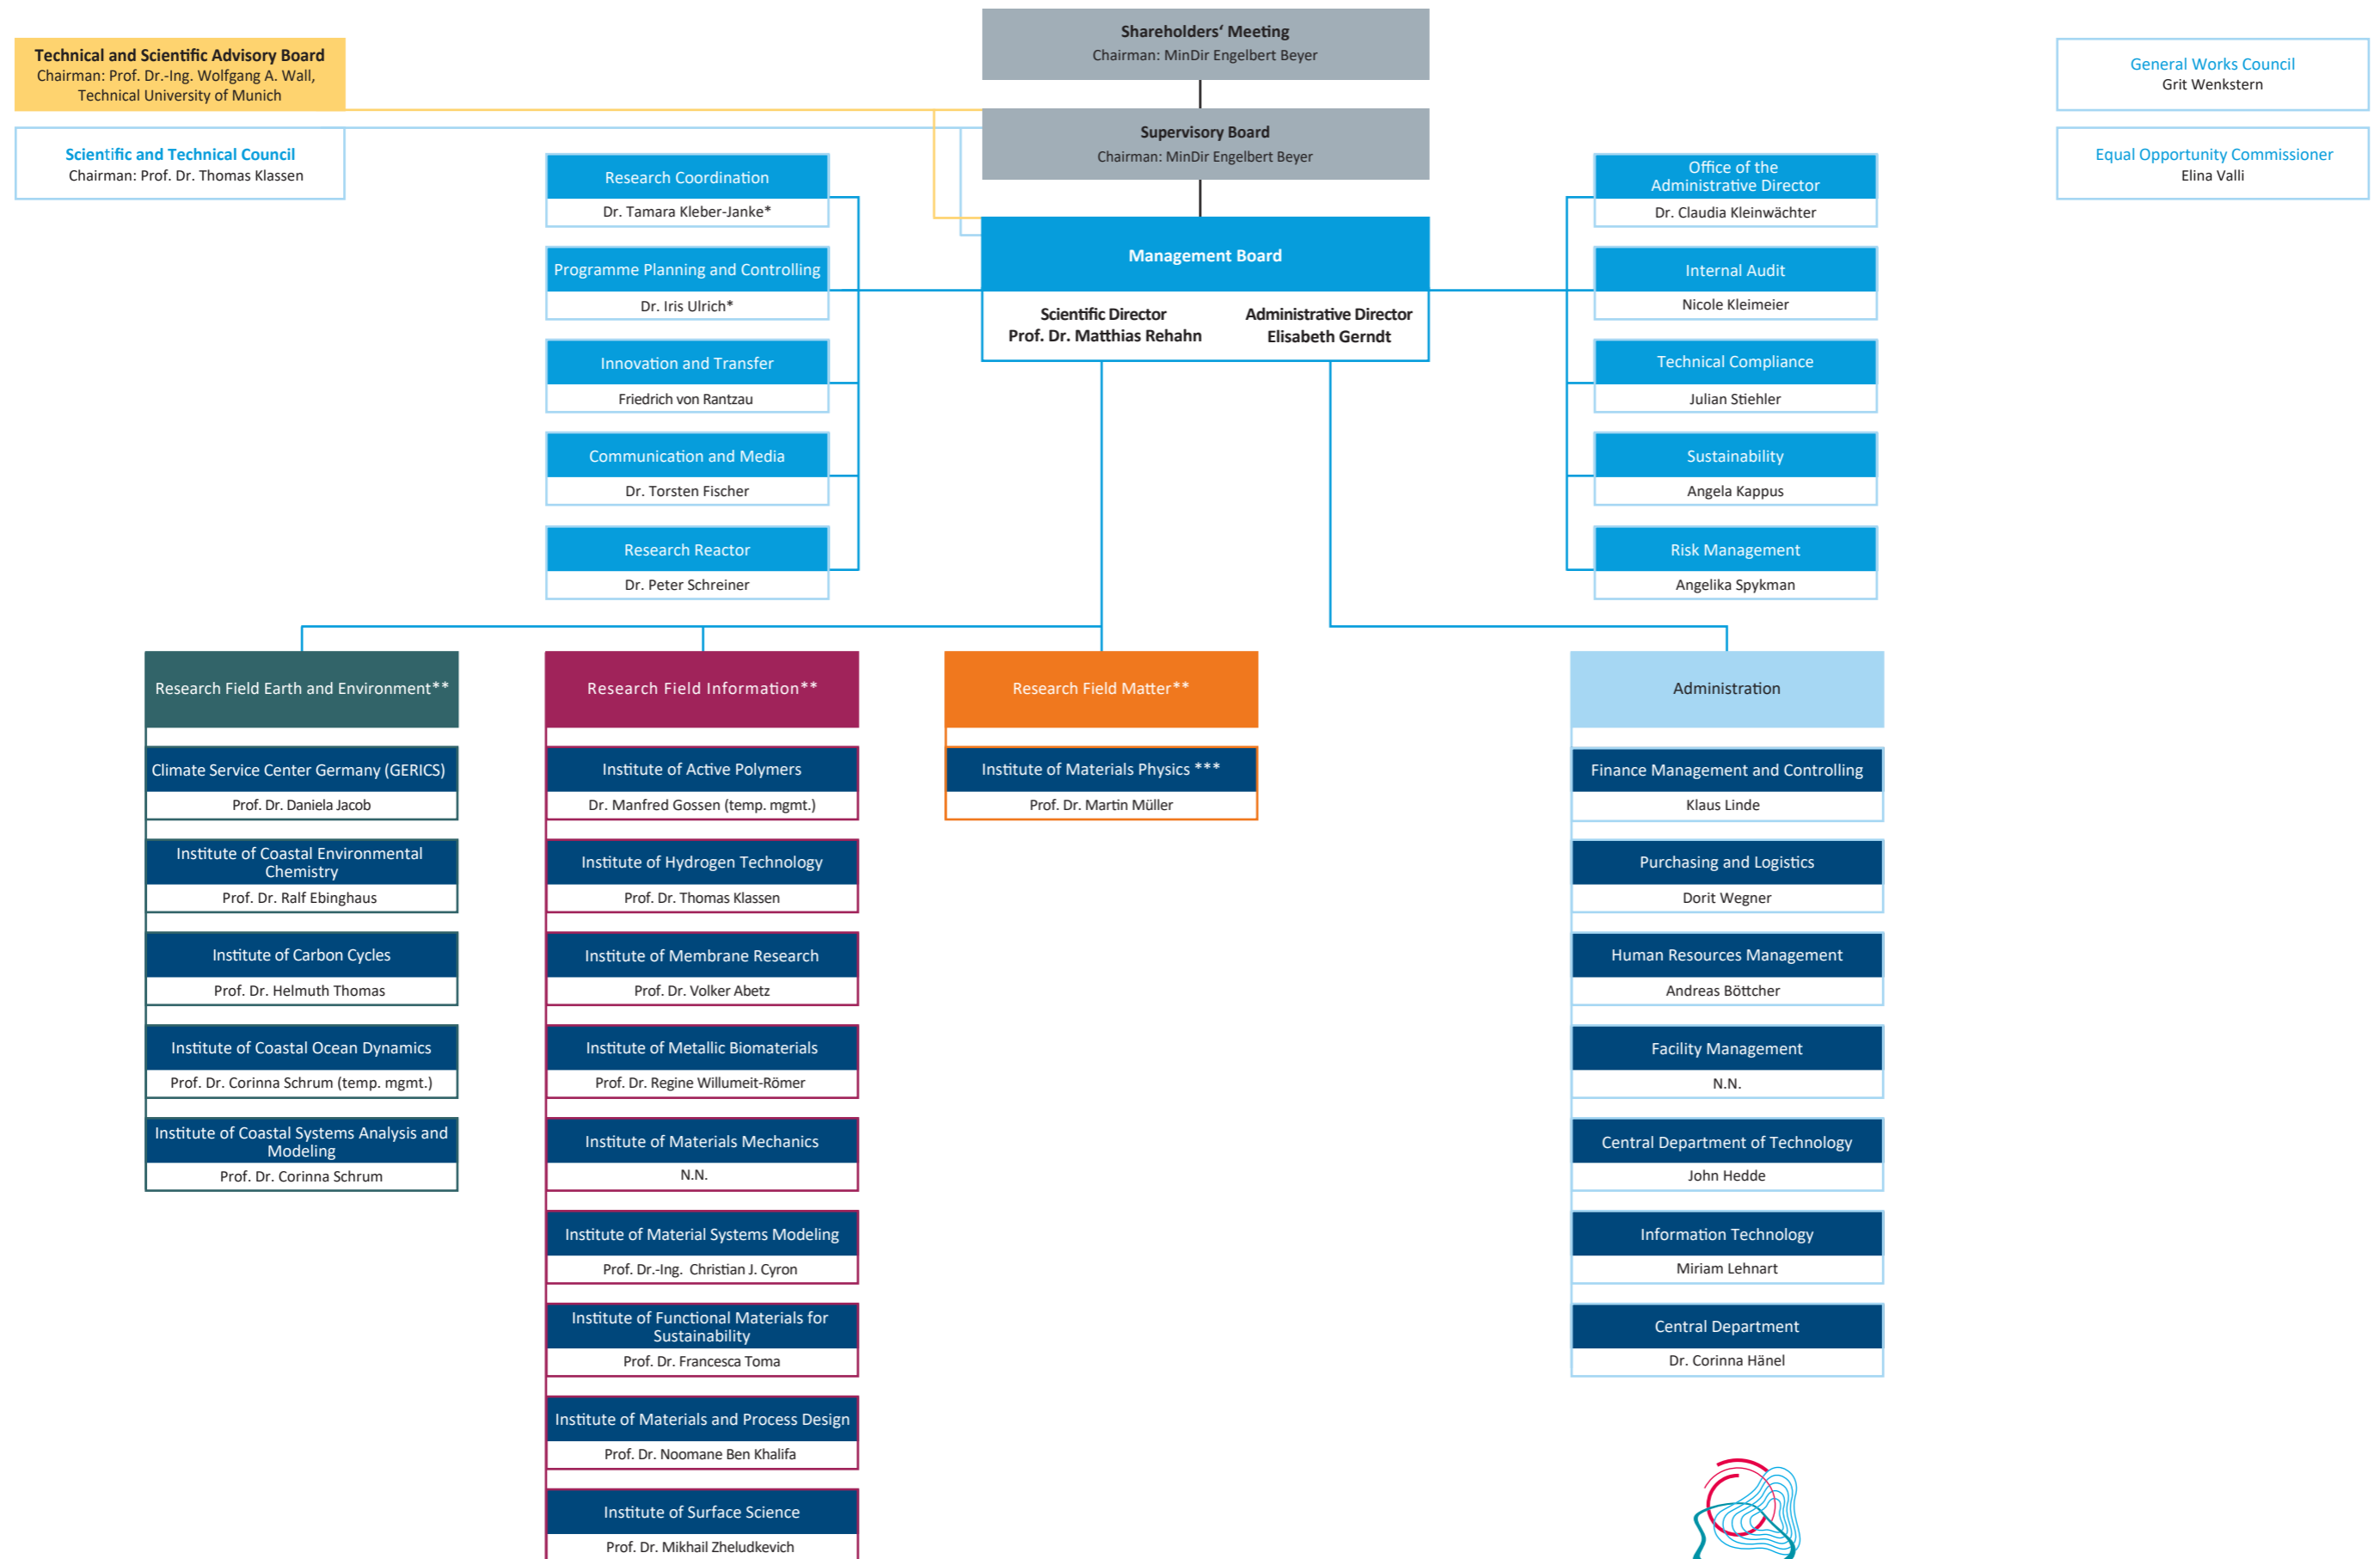 Shareholders‘ Meeting
Chairman: MinDir Engelbert Beyer
Technical and Scientific Advisory Board
Chairman: Prof. Dr.-Ing. Wolfgang A. Wall,
Technical University of Munich
General Works Council
Grit Wenkstern
Supervisory Board
Chairman: MinDir Engelbert Beyer
Scientific and Technical Council
Chairman: Prof. Dr. Thomas Klassen
Equal Opportunity Commissioner
Elina Valli
Research Coordination
Dr. Tamara Kleber-Janke*
Programme Planning and Controlling
Dr. Iris Ulrich*
Innovation and Transfer
Friedrich von Rantzau
Communication and Media
Dr. Torsten Fischer
Research Reactor
Dr. Peter Schreiner
Management Board
Scientific Director
Prof. Dr. Matthias Rehahn
Administrative Director
Elisabeth Gerndt
Office of the
Administrative Director
Dr. Claudia Kleinwächter
Internal Audit
Nicole Kleimeier
Technical Compliance
Julian Stiehler
Sustainability
Angela Kappus
Risk Management
Angelika Spykman
Research Field Earth and Environment**
Climate Service Center Germany (GERICS)
Prof. Dr. Daniela Jacob
Institute of Coastal Environmental
Chemistry
Prof. Dr. Ralf Ebinghaus
Institute of Carbon Cycles
Prof. Dr. Helmuth Thomas
Institute of Coastal Ocean Dynamics
Prof. Dr. Corinna Schrum (temp. mgmt.)
Institute of Coastal Systems Analysis and
Modeling
Prof. Dr. Corinna Schrum
Research Field Information**
Institute of Active Polymers
Dr. Manfred Gossen (temp. mgmt.)
Institute of Hydrogen Technology
Prof. Dr. Thomas Klassen
Institute of Membrane Research
Prof. Dr. Volker Abetz
Institute of Metallic Biomaterials
Prof. Dr. Regine Willumeit-Römer
Institute of Materials Mechanics
N.N.
Institute of Material Systems Modeling
Prof. Dr.-Ing. Christian J. Cyron
Institute of Functional Materials for
Sustainability
Prof. Dr. Francesca Toma
Institute of Materials and Process Design
Prof. Dr. Noomane Ben Khalifa
Institute of Surface Science
Prof. Dr. Mikhail Zheludkevich
Research Field Matter**
Institute of Materials Physics ***
Prof. Dr. Martin Müller
Administration
Finance Management and Controlling
Klaus Linde
Purchasing and Logistics
Dorit Wegner
Human Resources Management
Andreas Böttcher
Facility Management
N.N.
Central Department of Technology
John Hedde
Information Technology
Miriam Lehnart
Central Department
Dr. Corinna Hänel